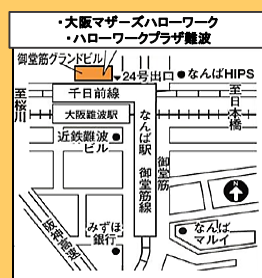 ・大阪マザーズハローワーク
・ハローワークプラザ難波
御堂筋グランドビル
24号出口
なんばHIPS
至桜川
千日前線
至日本橋
大阪難波駅
近鉄難波ビル
なんば駅 御堂筋線
御堂筋
阪神高速
みずほ銀行
なんばマルイ